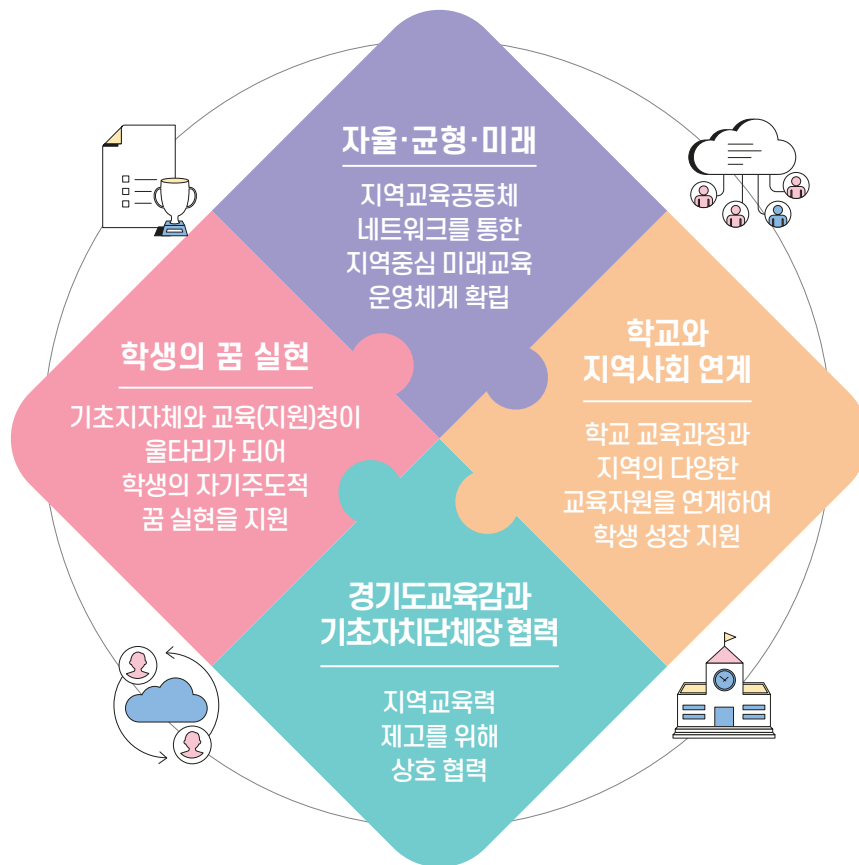 자율·균형·미래
지역교육공동체
네트워크를 통한
지역중심 미래교육
운영체계 확립
학생의 꿈 실현
기초지자체와 교육(지원)청이
울타리가 되어
학생의 자기주도적
꿈 실현을 지원
학교와
지역사회 연계
학교 교육과정과
지역의 다양한
교육자원을 연계하여
학생 성장 지원
경기도교육감과
기초자치단체장 협력
지역교육력
제고를 위해
상호 협력